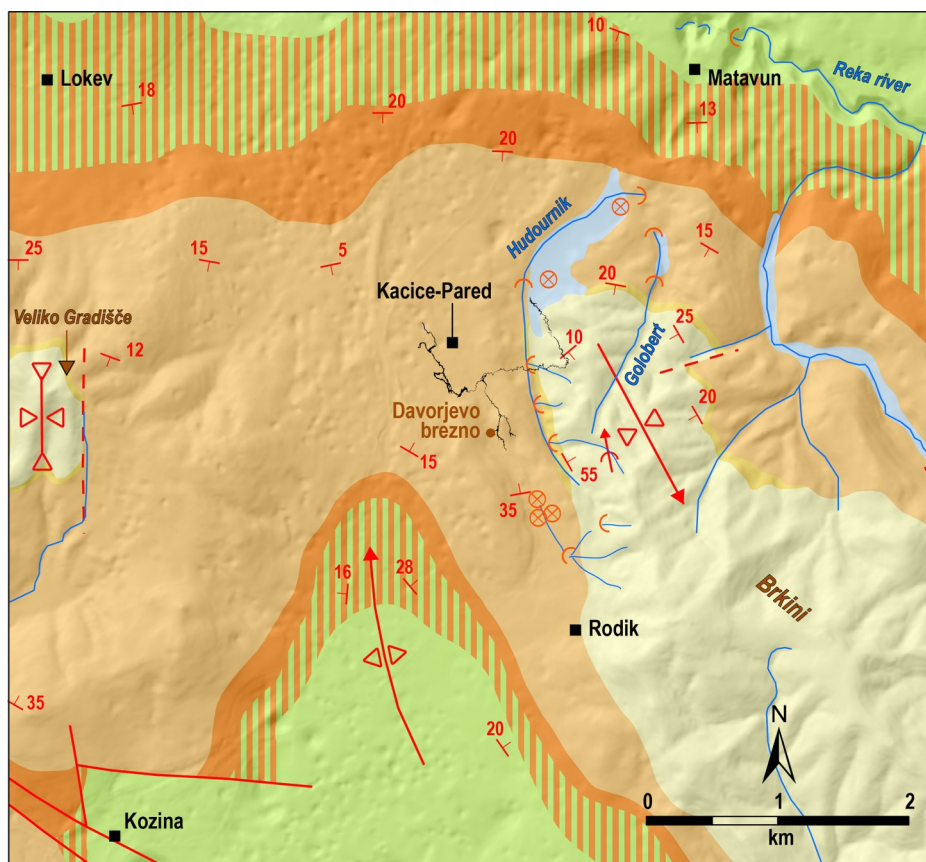 10
Reka river
Lokev
Matavun
18
20
13
20
Hudournik
15
25
15
5
20
Kacice-Pared
Veliko Gradišče
25
12
10
Golobert
20
Davorjevo
brezno
15
55
35
16
28
Brkini
Rodik
35
20
N
Kozina
0
1
2
km